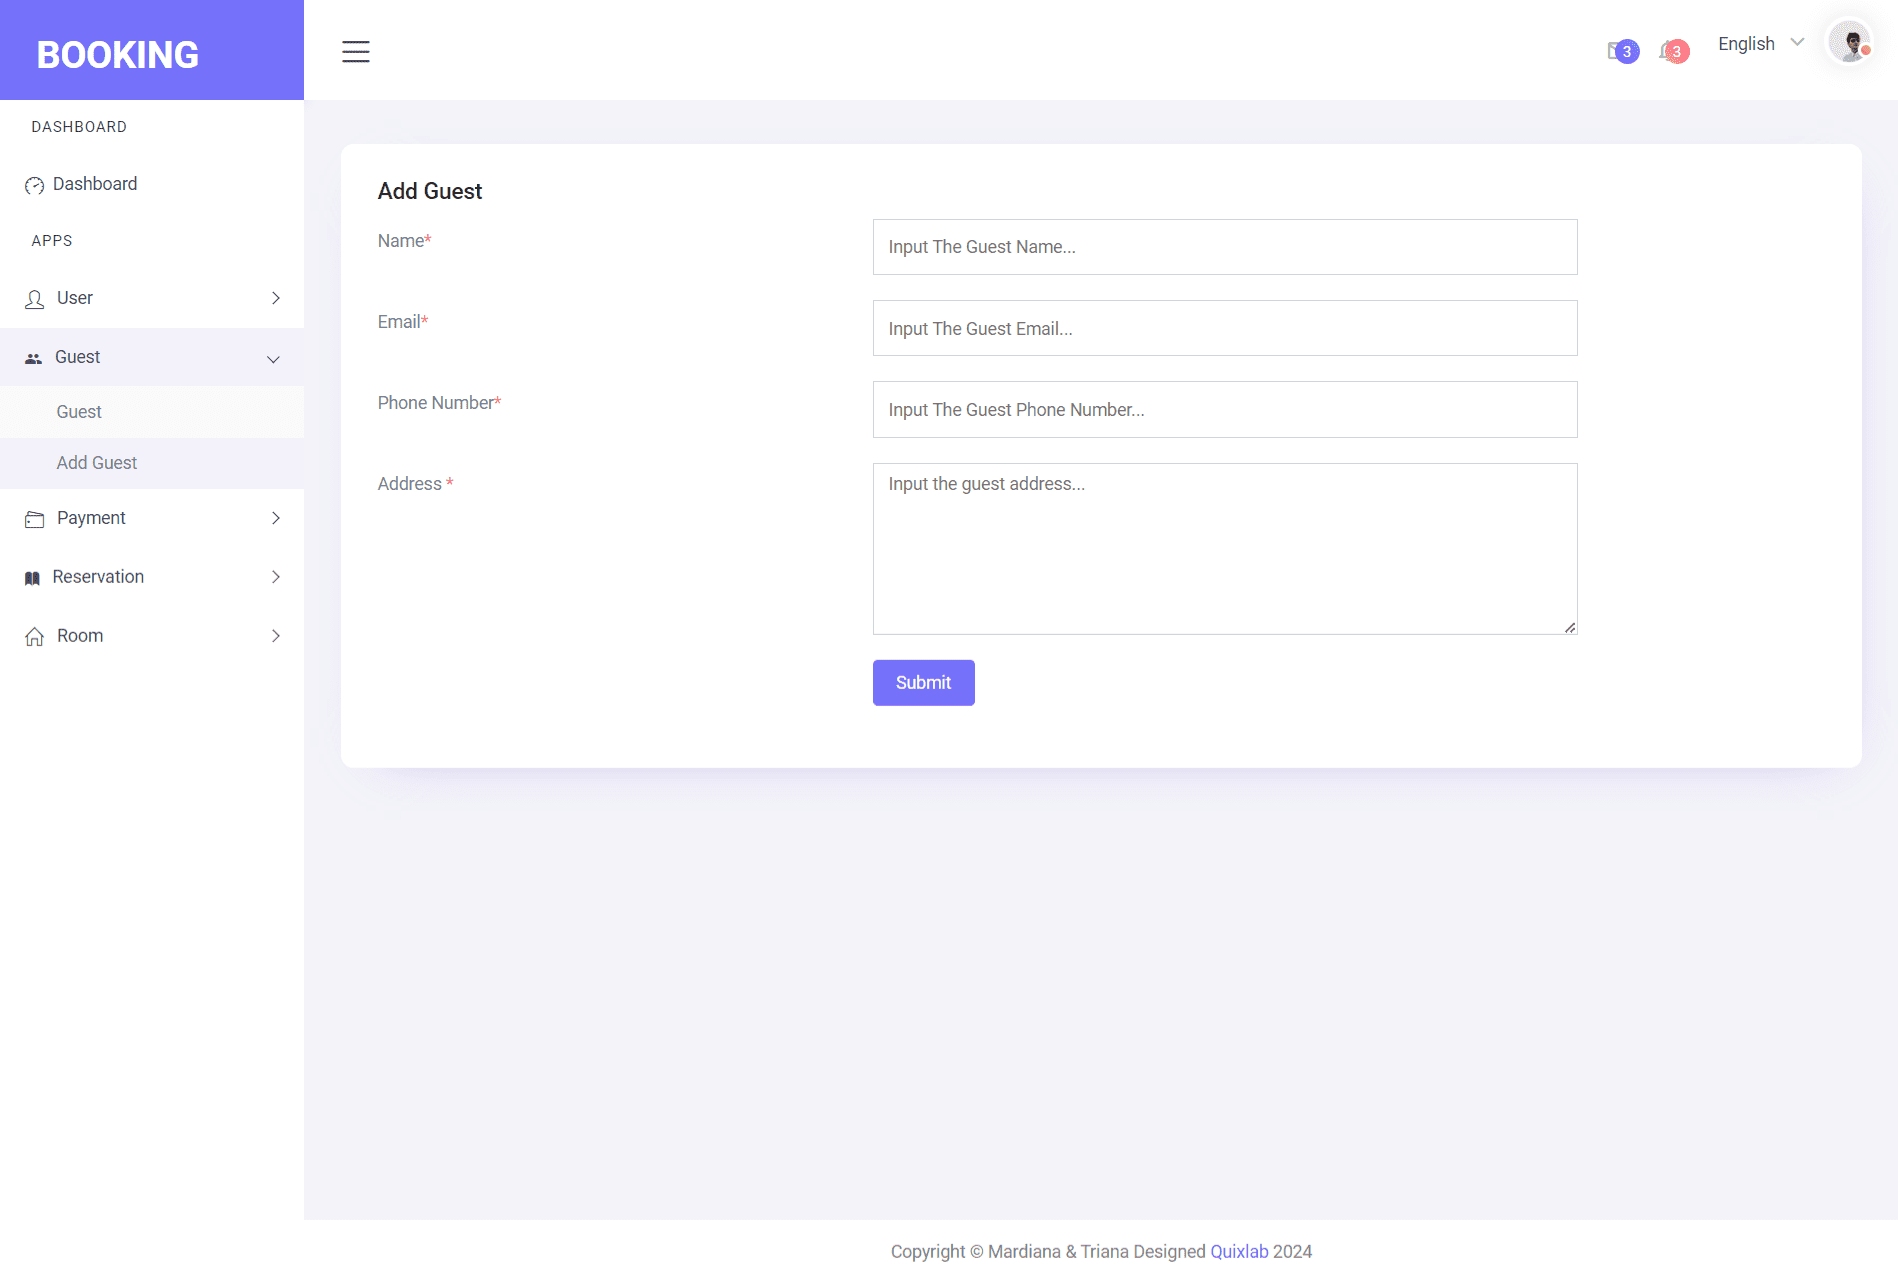 BOOKING
3
3
English
DASHBOARD
Dashboard
APPS
User
Guest
Guest
Add Guest
Payment
Reservation
Room
Add Guest
Name*
Input The Guest Name...
Email*
Input The Guest Email...
Phone Number*
Input The Guest Phone Number...
Address *
Input the guest address...
Submit
Copyright © Mardiana & Triana Designed Quixlab 2024